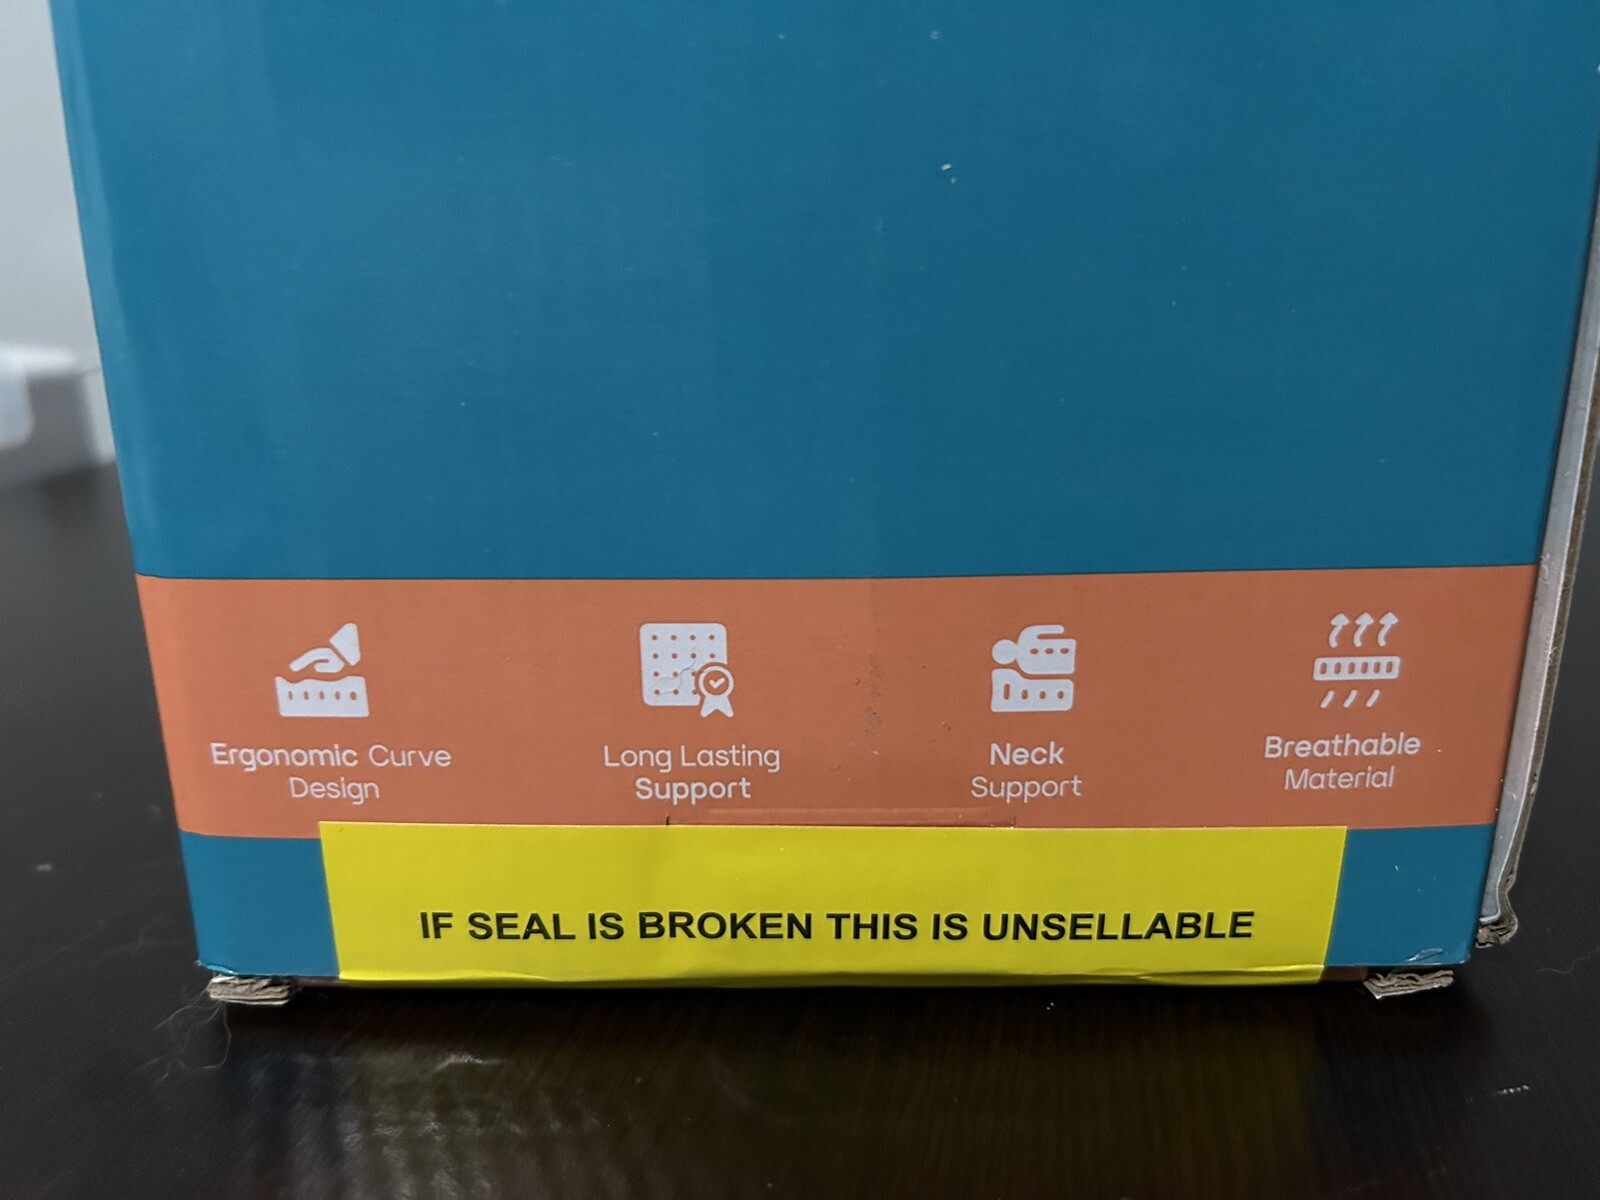 Ergonomic Curve
Design
Long Lasting
Support
Neck
Support
Breathable
Material
IF SEAL IS BROKEN THIS IS UNSELLABLE